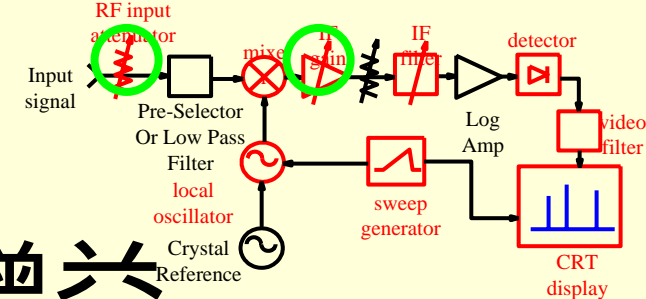 RF input
attenuator
mixer
IF
gain
IF
filter
detector
Input
signal
Pre-Selector
Or Low Pass
Filter
Log
Amp
video
filter
local
oscillator
sweep
generator
Crystal
Reference
CRT
display